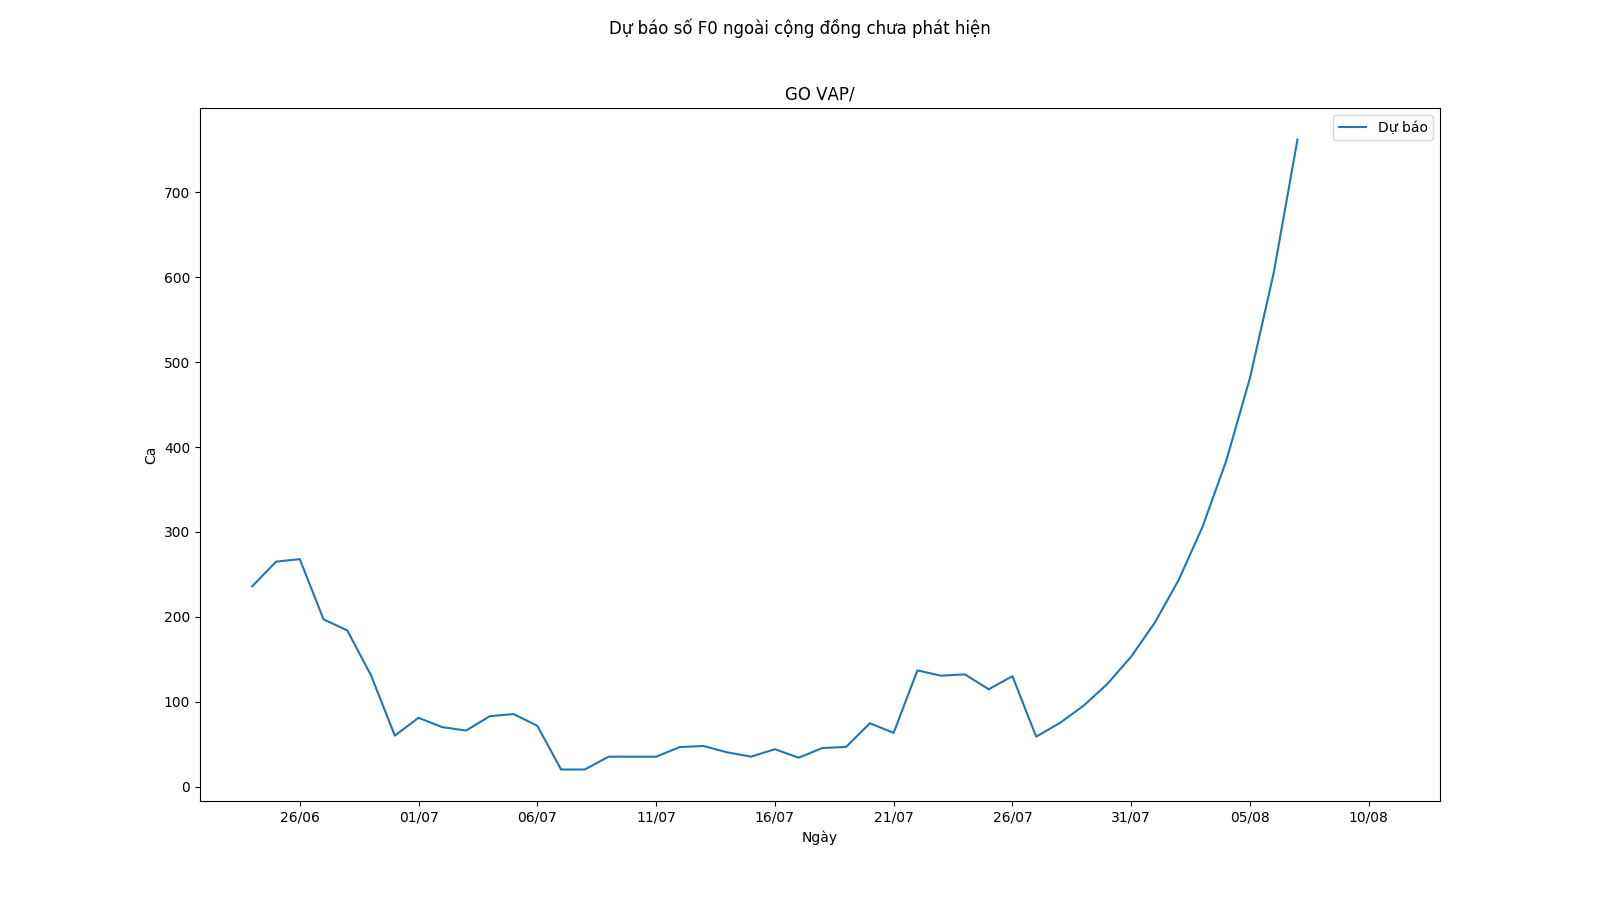 Dự báo số F0 ngoài cộng đồng chưa phát hiện
GO VAP/
Dự báo
700
600
500
400
300
200
100
0
Ca
26/06 01/07 06/07 11/07 16/07 21/07 26/07 31/07 05/08 10/08
Ngày